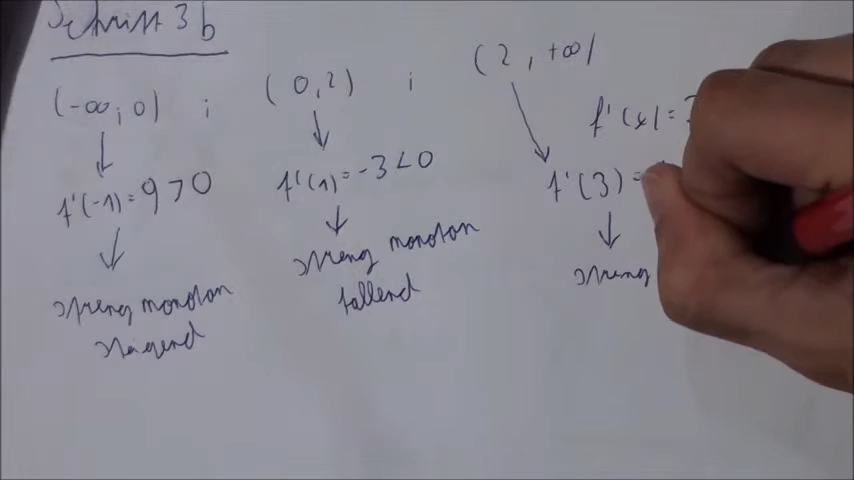 Schritt 3b
(-∞; 0) ; (0, 2) ; (2, +∞)
f'(x) =
f'(-1) = 9 > 0
f'(1) = -3 < 0
f'(3) =
streng monoton
steigend
streng monoton
fallend
streng